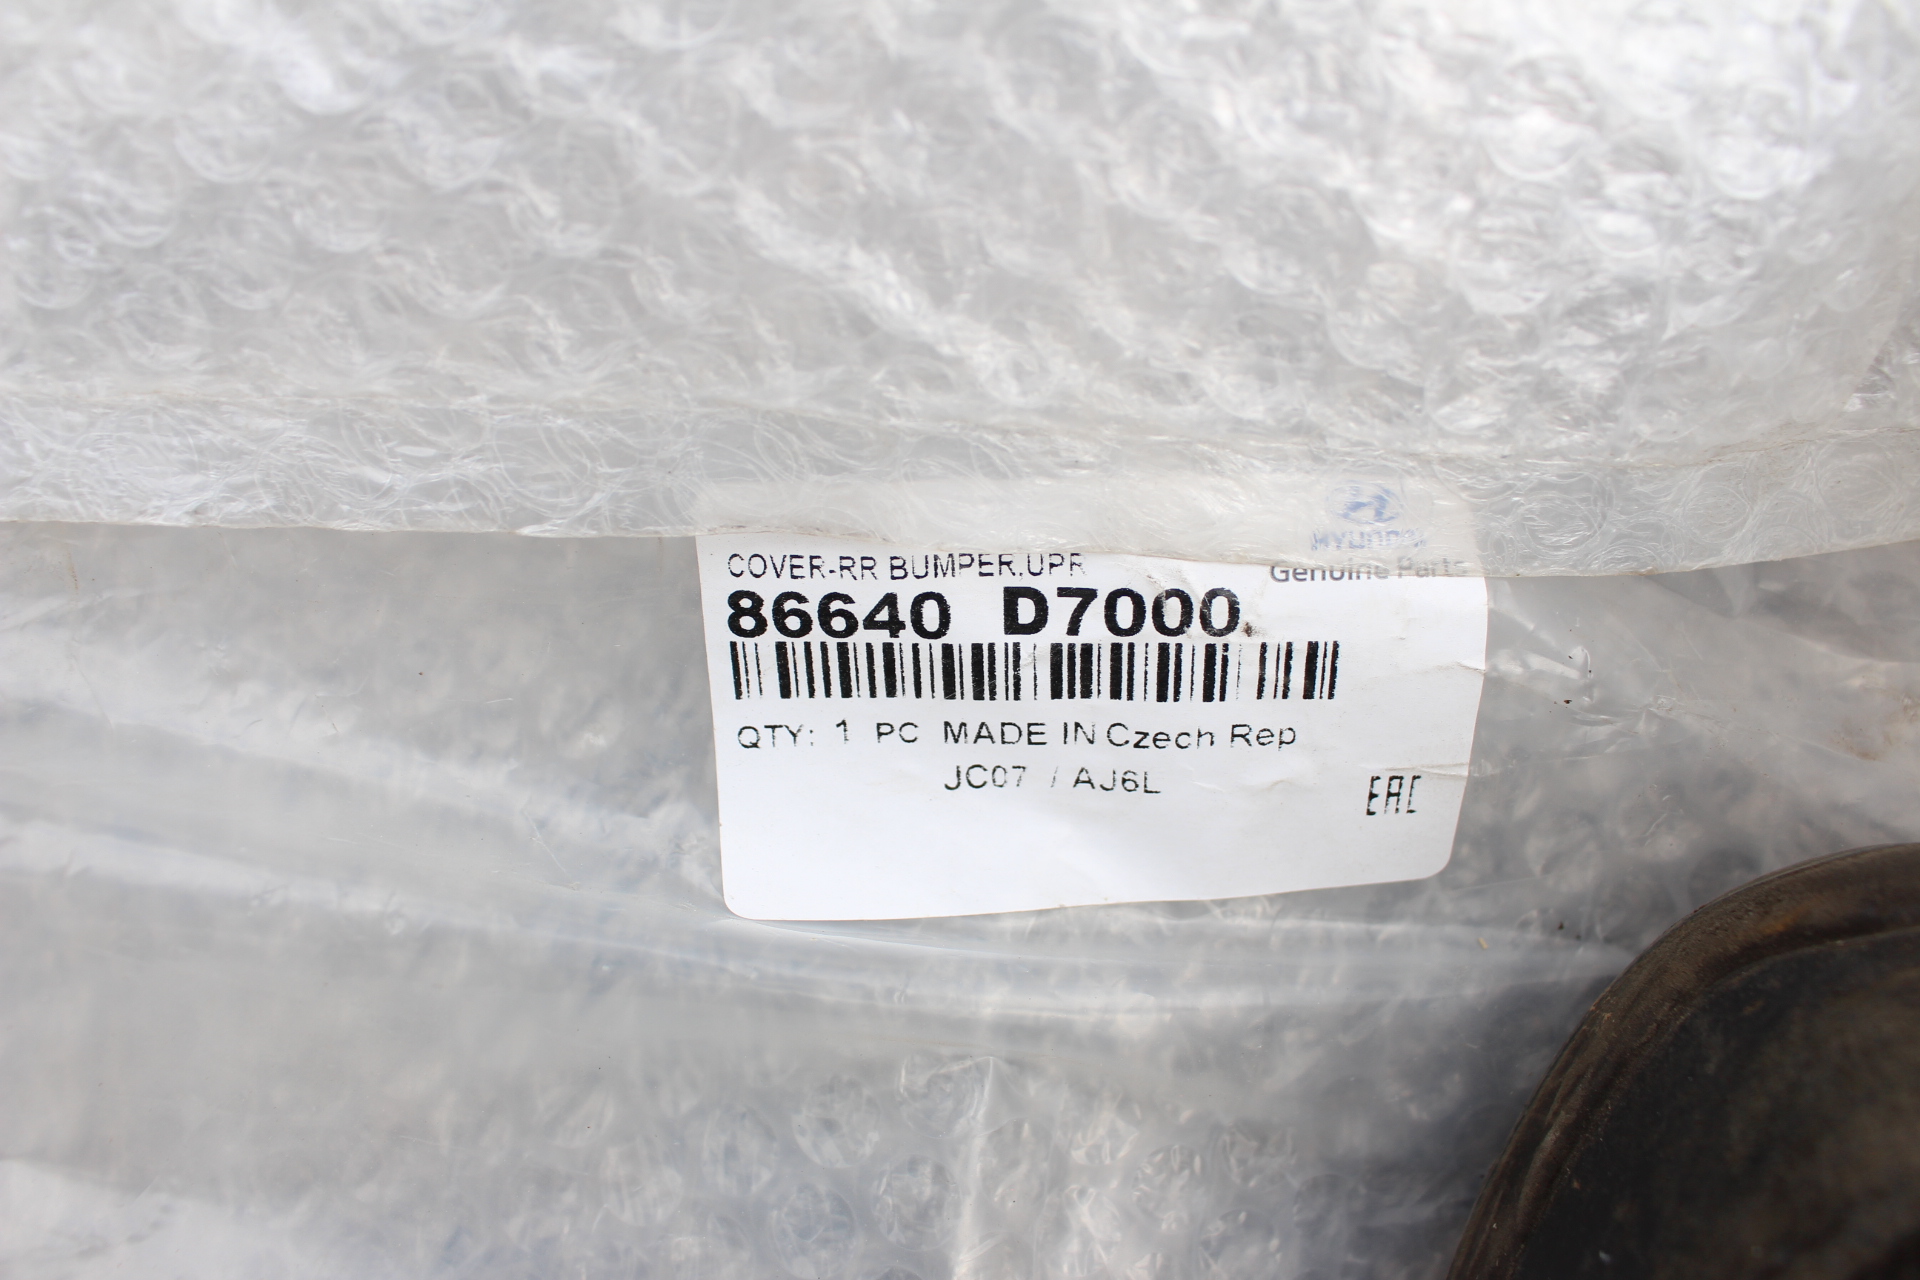 HYUNDAI
Genuine Parts
COVER-RR BUMPER,UPR
86640 D7000
QTY: 1 PC MADE IN Czech Rep
JC07 / AJ6L
EAC